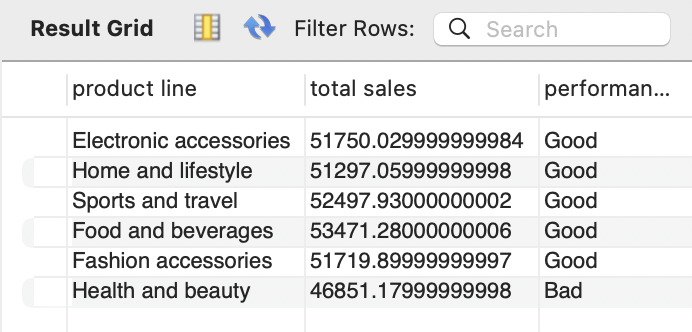 Result Grid Filter Rows: Search
product line total sales performan...
Electronic accessories 51750.029999999984 Good
Home and lifestyle 51297.05999999998 Good
Sports and travel 52497.93000000002 Good
Food and beverages 53471.28000000006 Good
Fashion accessories 51719.89999999997 Good
Health and beauty 46851.17999999998 Bad